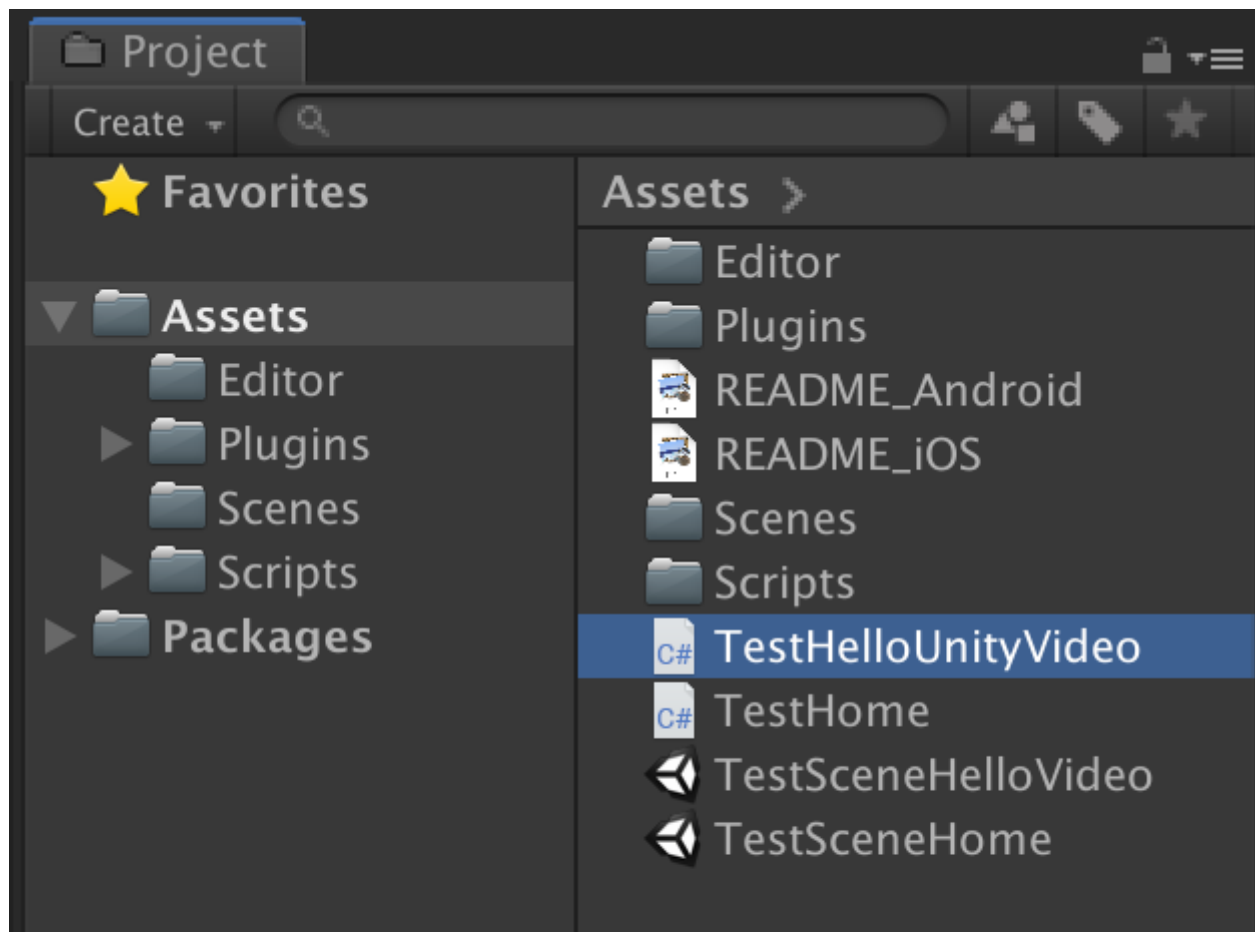 Project
Create
Favorites
Assets
Editor
Plugins
Scenes
Scripts
Packages
Assets
Editor
Plugins
README_Android
README_iOS
Scenes
Scripts
C# TestHelloUnityVideo
C# TestHome
TestSceneHelloVideo
TestSceneHome